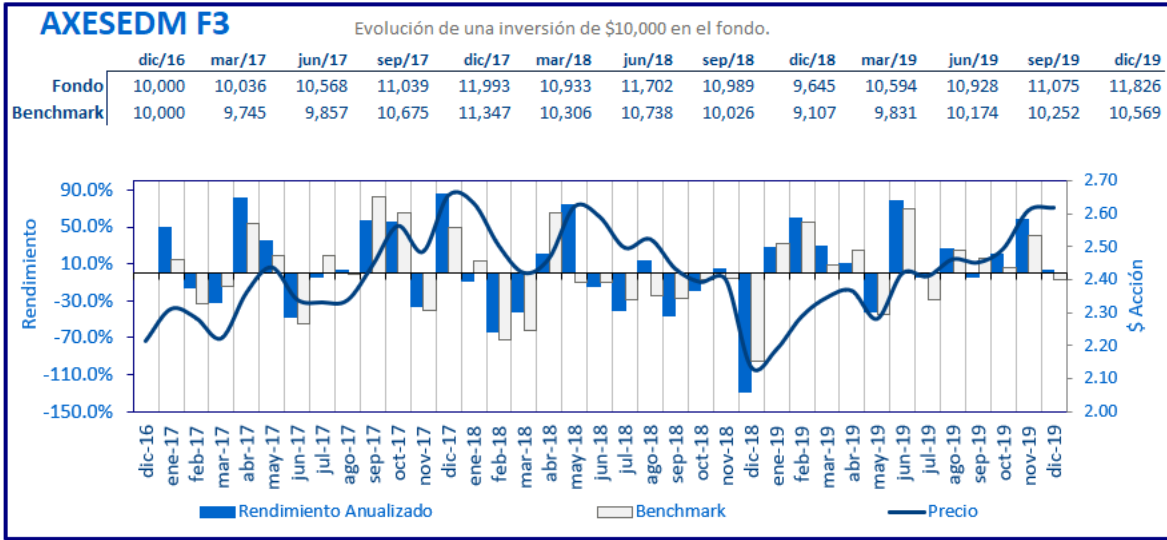 AXESEDM F3
Evolución de una inversión de $10,000 en el fondo.
dic/16 mar/17 jun/17 sep/17 dic/17 mar/18 jun/18 sep/18 dic/18 mar/19 jun/19 sep/19 dic/19
Fondo 10,000 10,036 10,568 11,039 11,993 10,933 11,702 10,989 9,645 10,594 10,928 11,075 11,826
Benchmark 10,000 9,745 9,857 10,675 11,347 10,306 10,738 10,026 9,107 9,831 10,174 10,252 10,569
90.0%
50.0%
10.0%
-30.0%
-70.0%
-110.0%
-150.0%
Rendimiento
2.70
2.60
2.50
2.40
2.30
2.20
2.10
2.00
$ Acción
dic-16 ene-17 feb-17 mar-17 abr-17 may-17 jun-17 jul-17 ago-17 sep-17 oct-17 nov-17 dic-17 ene-18 feb-18 mar-18 abr-18 may-18 jun-18 jul-18 ago-18 sep-18 oct-18 nov-18 dic-18 ene-19 feb-19 mar-19 abr-19 may-19 jun-19 jul-19 ago-19 sep-19 oct-19 nov-19 dic-19
Rendimiento Anualizado Benchmark Precio